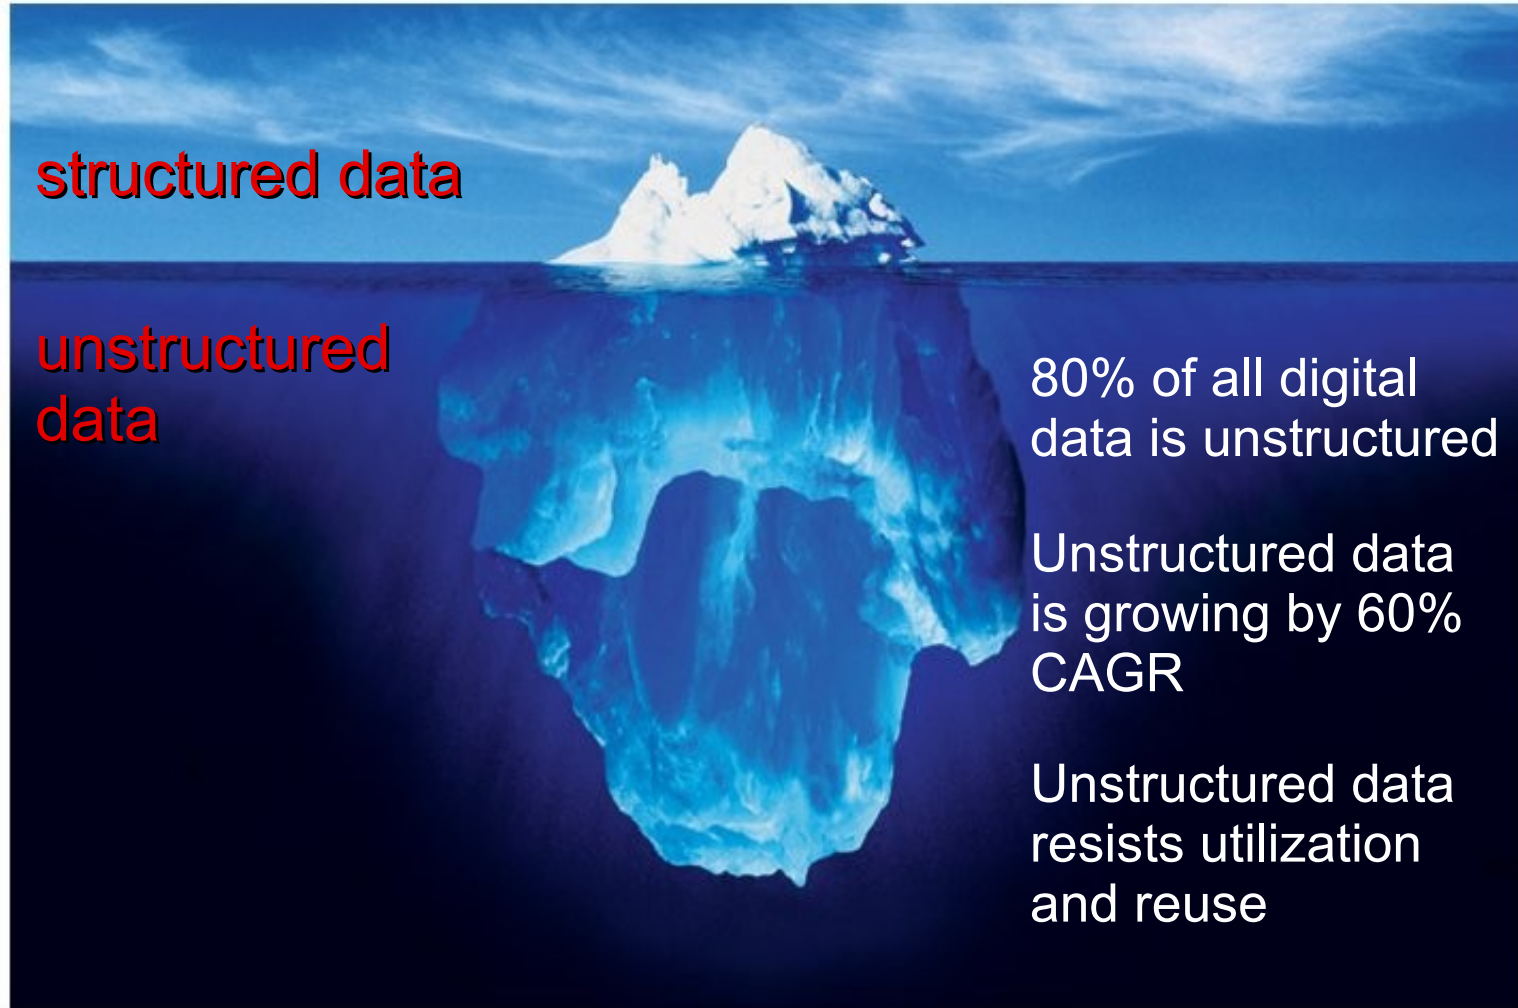 structured data
unstructured
data
80% of all digital
data is unstructured
Unstructured data
is growing by 60%
CAGR
Unstructured data
resists utilization
and reuse